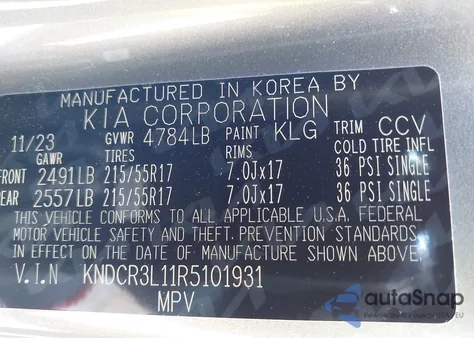 MANUFACTURED IN KOREA BY
KIA CORPORATION
11/23 GVWR 4784LB PAINT KLG TRIM CCV
GAWR TIRES RIMS COLD TIRE INFL
FRONT 2491LB 215/55R17 7.0Jx17 36 PSI SINGLE
REAR 2557LB 215/55R17 7.0Jx17 36 PSI SINGLE
THIS VEHICLE CONFORMS TO ALL APPLICABLE U.S.A. FEDERAL
MOTOR VEHICLE SAFETY AND THEFT PREVENTION STANDARDS
IN EFFECT ON THE DATE OF MANUFACTURE SHOWN ABOVE.
V.I.N KNDCR3L11R5101931
MPV
autoSnap